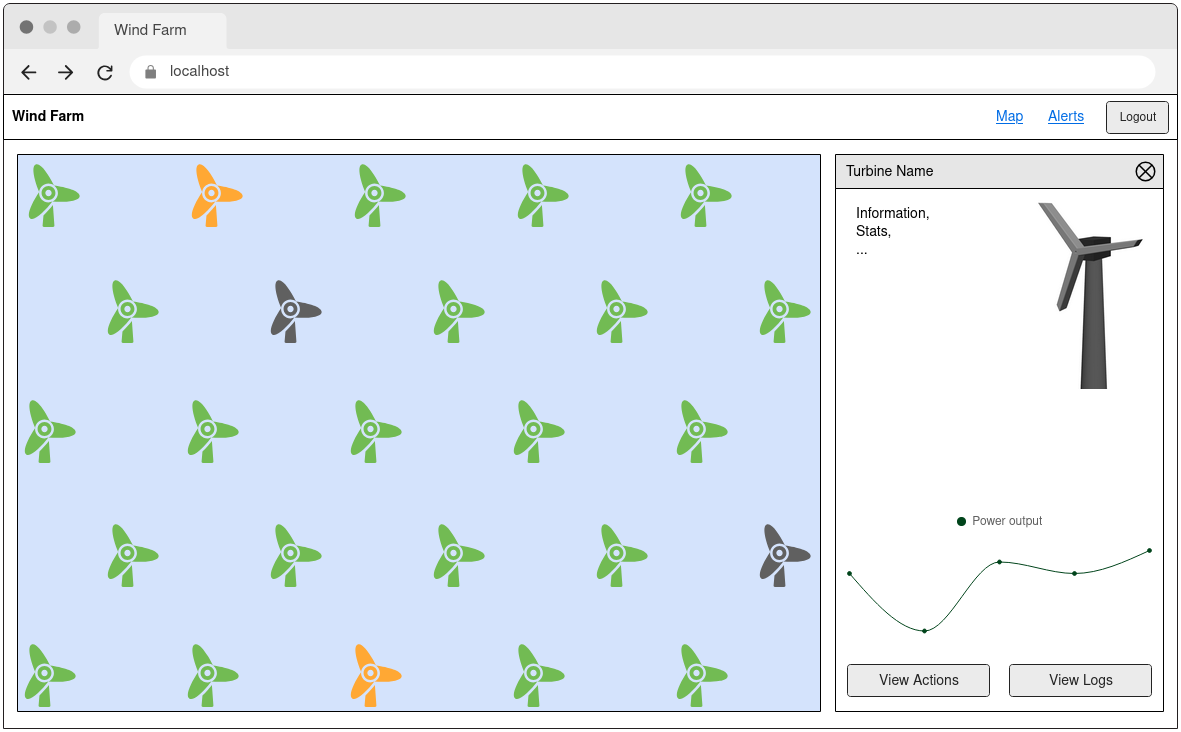 Wind Farm
localhost
Wind Farm
Map
Alerts
Logout
Turbine Name
Information,
Stats,
...
Power output
View Actions
View Logs